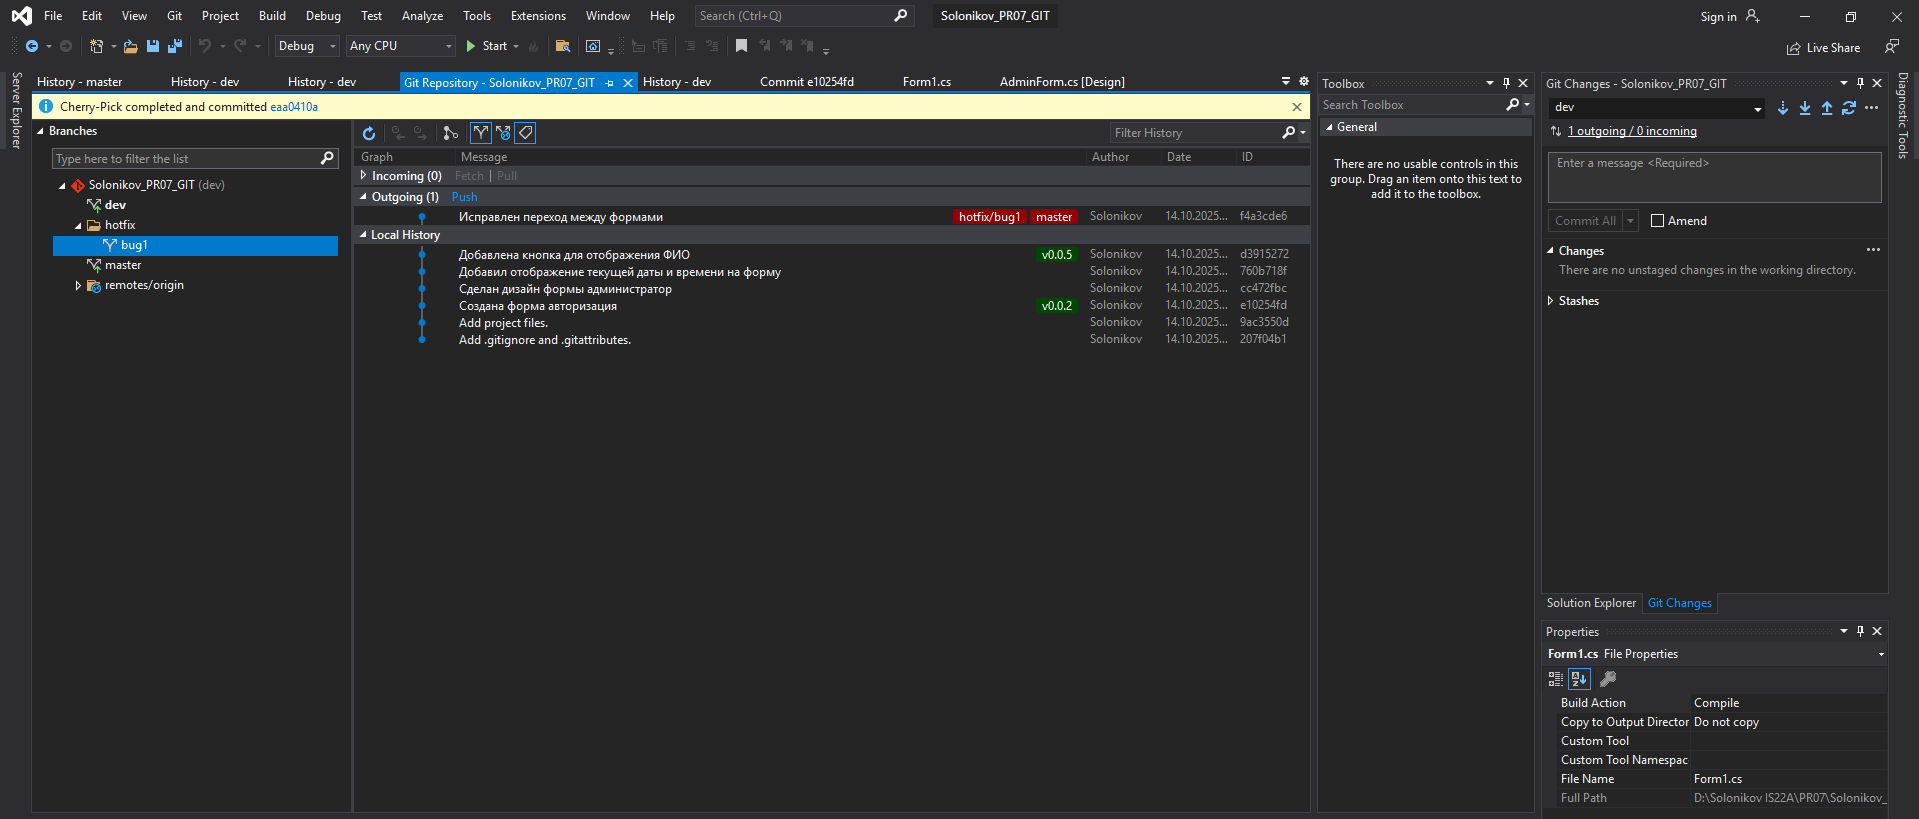 File Edit View Git Project Build Debug Test Analyze Tools Extensions Window Help Search (Ctrl+Q) Solonikov_PR07_GIT Sign in
Debug Any CPU Start Live Share
Server Explorer
History - master History - dev History - dev Git Repository - Solonikov_PR07_GIT History - dev Commit e10254fd Form1.cs AdminForm.cs [Design]
Cherry-Pick completed and committed eaa0410a
Branches
Type here to filter the list
Solonikov_PR07_GIT (dev)
dev
hotfix
bug1
master
remotes/origin
Filter History
Graph Message Author Date ID
Incoming (0) Fetch | Pull
Outgoing (1) Push
Исправлен переход между формами hotfix/bug1 master Solonikov 14.10.2025... f4a3cde6
Local History
Добавлена кнопка для отображения ФИО v0.0.5 Solonikov 14.10.2025... d3915272
Добавил отображение текущей даты и времени на форму Solonikov 14.10.2025... 760b718f
Сделан дизайн формы администратор Solonikov 14.10.2025... cc472fbc
Создана форма авторизация v0.0.2 Solonikov 14.10.2025... e10254fd
Add project files. Solonikov 14.10.2025... 9ac3550d
Add .gitignore and .gitattributes. Solonikov 14.10.2025... 207f04b1
Toolbox
Search Toolbox
General
There are no usable controls in this
group. Drag an item onto this text to
add it to the toolbox.
Git Changes - Solonikov_PR07_GIT
dev
1 outgoing / 0 incoming
Enter a message <Required>
Commit All Amend
Changes
There are no unstaged changes in the working directory.
Stashes
Solution Explorer Git Changes
Properties
Form1.cs File Properties
Build Action Compile
Copy to Output Director Do not copy
Custom Tool
Custom Tool Namespac
File Name Form1.cs
Full Path D:\Solonikov IS22A\PR07\Solonikov_
Diagnostic Tools